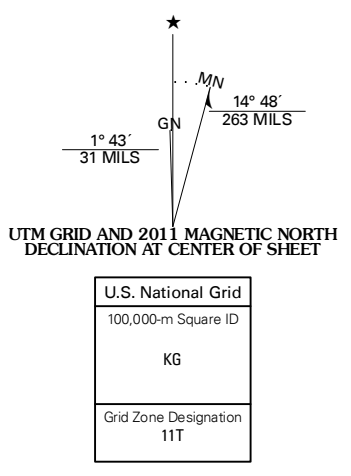 ★
MN
14° 48´
263 MILS
GN
1° 43´
31 MILS
UTM GRID AND 2011 MAGNETIC NORTH
DECLINATION AT CENTER OF SHEET
U.S. National Grid
100,000-m Square ID
KG
Grid Zone Designation
11T